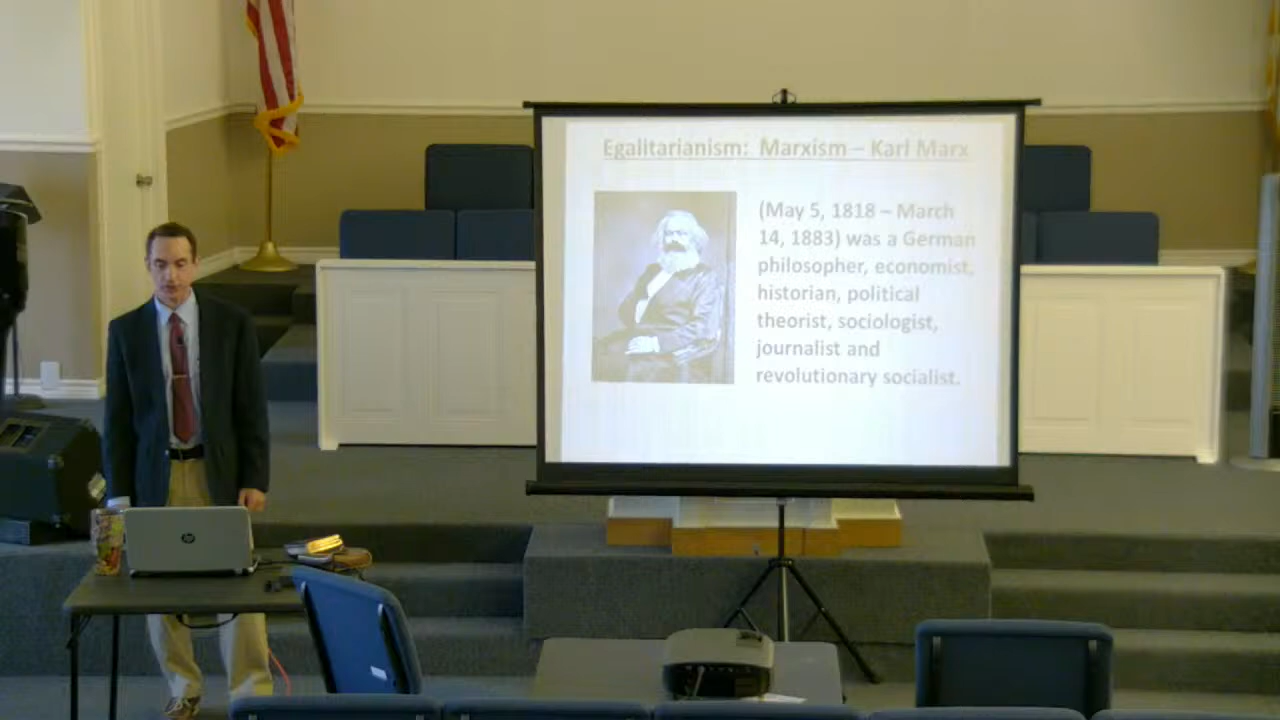 Egalitarianism: Marxism – Karl Marx
(May 5, 1818 – March
14, 1883) was a German
philosopher, economist,
historian, political
theorist, sociologist,
journalist and
revolutionary socialist.
hp